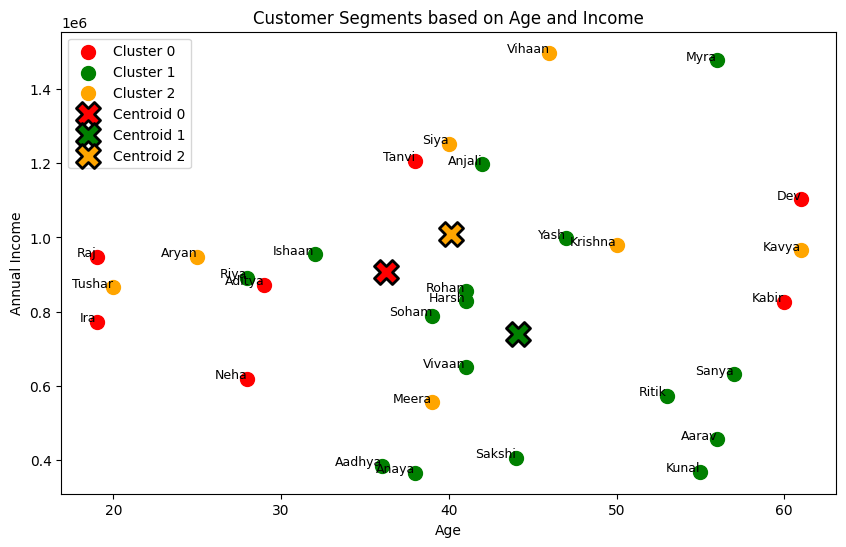 Customer Segments based on Age and Income
1e6
Cluster 0
Cluster 1
Cluster 2
Centroid 0
Centroid 1
Centroid 2
Vihaan
Myra
1.4
Siya
Tanvi
Anjali
1.2
Dev
Yash
Krishna
Kavya
1.0
Raj
Aryan
Ishaan
Riya
Aditya
Tushar
Rohan
Harsh
Kabir
Soham
Ira
0.8
Vivaan
Neha
Sanya
0.6
Ritik
Meera
Aarav
Sakshi
Aadhya
Anaya
Kunal
0.4
Annual Income
20 30 40 50 60
Age